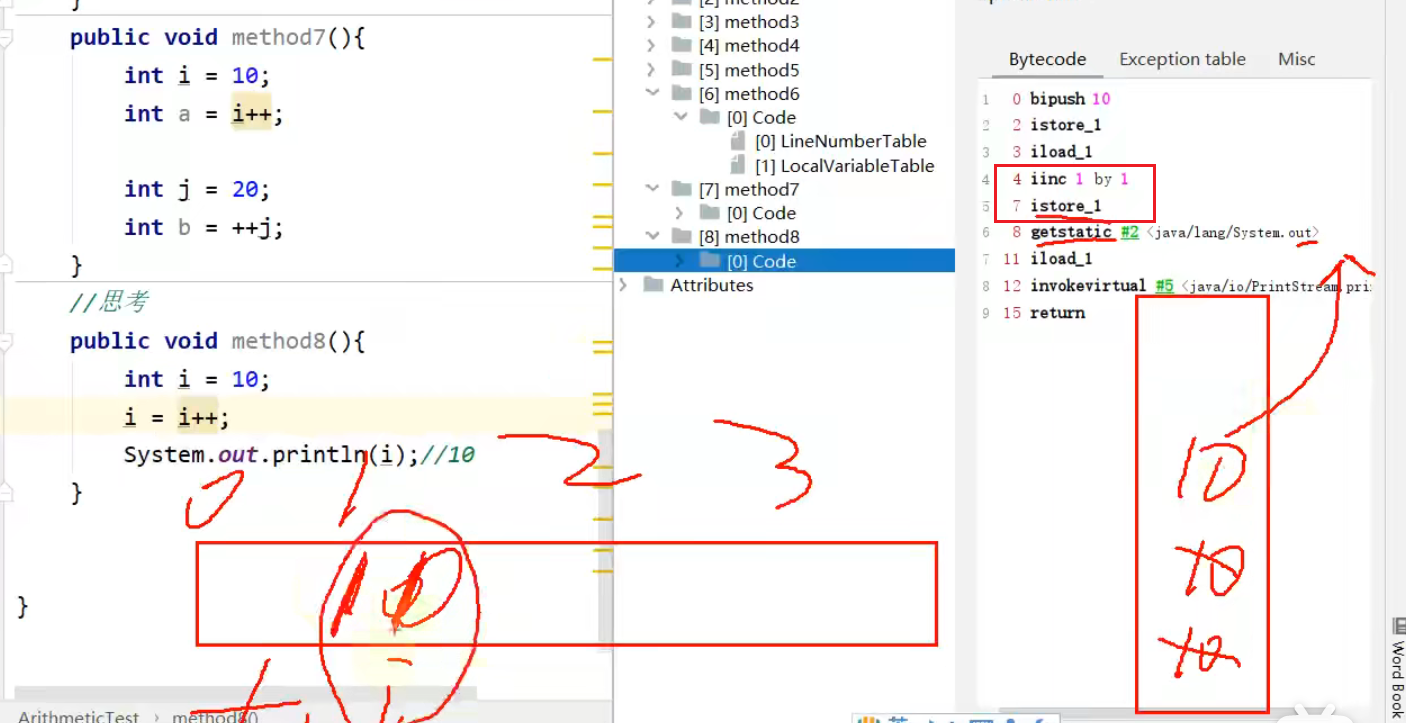 }
public void method7(){
int i = 10;
int a = i++;
int j = 20;
int b = ++j;
}
//思考
public void method8(){
int i = 10;
i = i++;
System.out.println(i);//10
}
}
0 1 2 3
10
+1
ArithmeticTest › method8()
[2] method2
[3] method3
[4] method4
[5] method5
[6] method6
[0] Code
[0] LineNumberTable
[1] LocalVariableTable
[7] method7
[0] Code
[8] method8
[0] Code
Attributes
Bytecode Exception table Misc
1 0 bipush 10
2 2 istore_1
3 3 iload_1
4 4 iinc 1 by 1
5 7 istore_1
6 8 getstatic #2 <java/lang/System.out>
7 11 iload_1
8 12 invokevirtual #5 <java/io/PrintStream.pri
9 15 return
10
10
10
Word Book
英